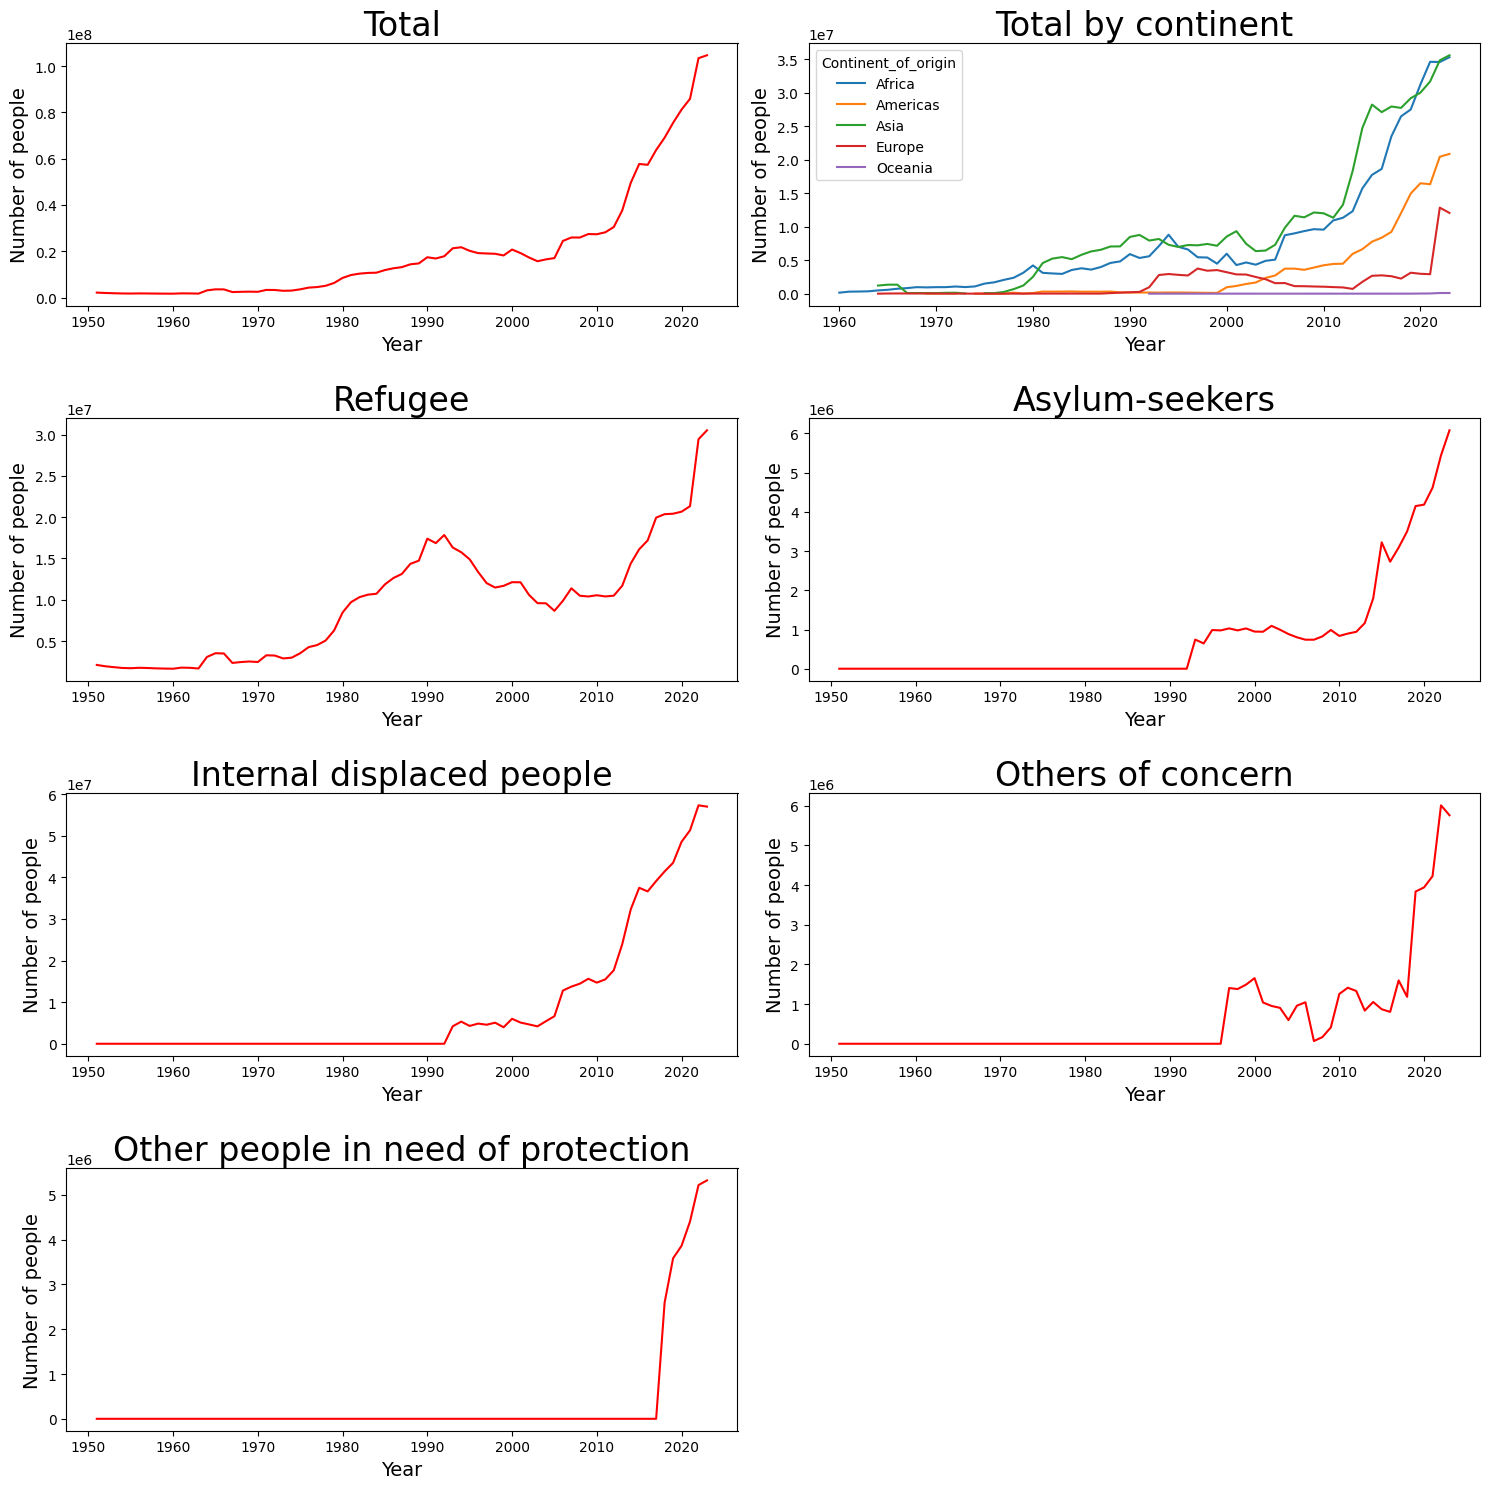 Total
1e8
Number of people
1.0
0.8
0.6
0.4
0.2
0.0
1950 1960 1970 1980 1990 2000 2010 2020
Year
Total by continent
1e7
Number of people
3.5
3.0
2.5
2.0
1.5
1.0
0.5
0.0
Continent_of_origin
Africa
Americas
Asia
Europe
Oceania
1960 1970 1980 1990 2000 2010 2020
Year
Refugee
1e7
Number of people
3.0
2.5
2.0
1.5
1.0
0.5
1950 1960 1970 1980 1990 2000 2010 2020
Year
Asylum-seekers
1e6
Number of people
6
5
4
3
2
1
0
1950 1960 1970 1980 1990 2000 2010 2020
Year
Internal displaced people
1e7
Number of people
6
5
4
3
2
1
0
1950 1960 1970 1980 1990 2000 2010 2020
Year
Others of concern
1e6
Number of people
6
5
4
3
2
1
0
1950 1960 1970 1980 1990 2000 2010 2020
Year
Other people in need of protection
1e6
Number of people
5
4
3
2
1
0
1950 1960 1970 1980 1990 2000 2010 2020
Year